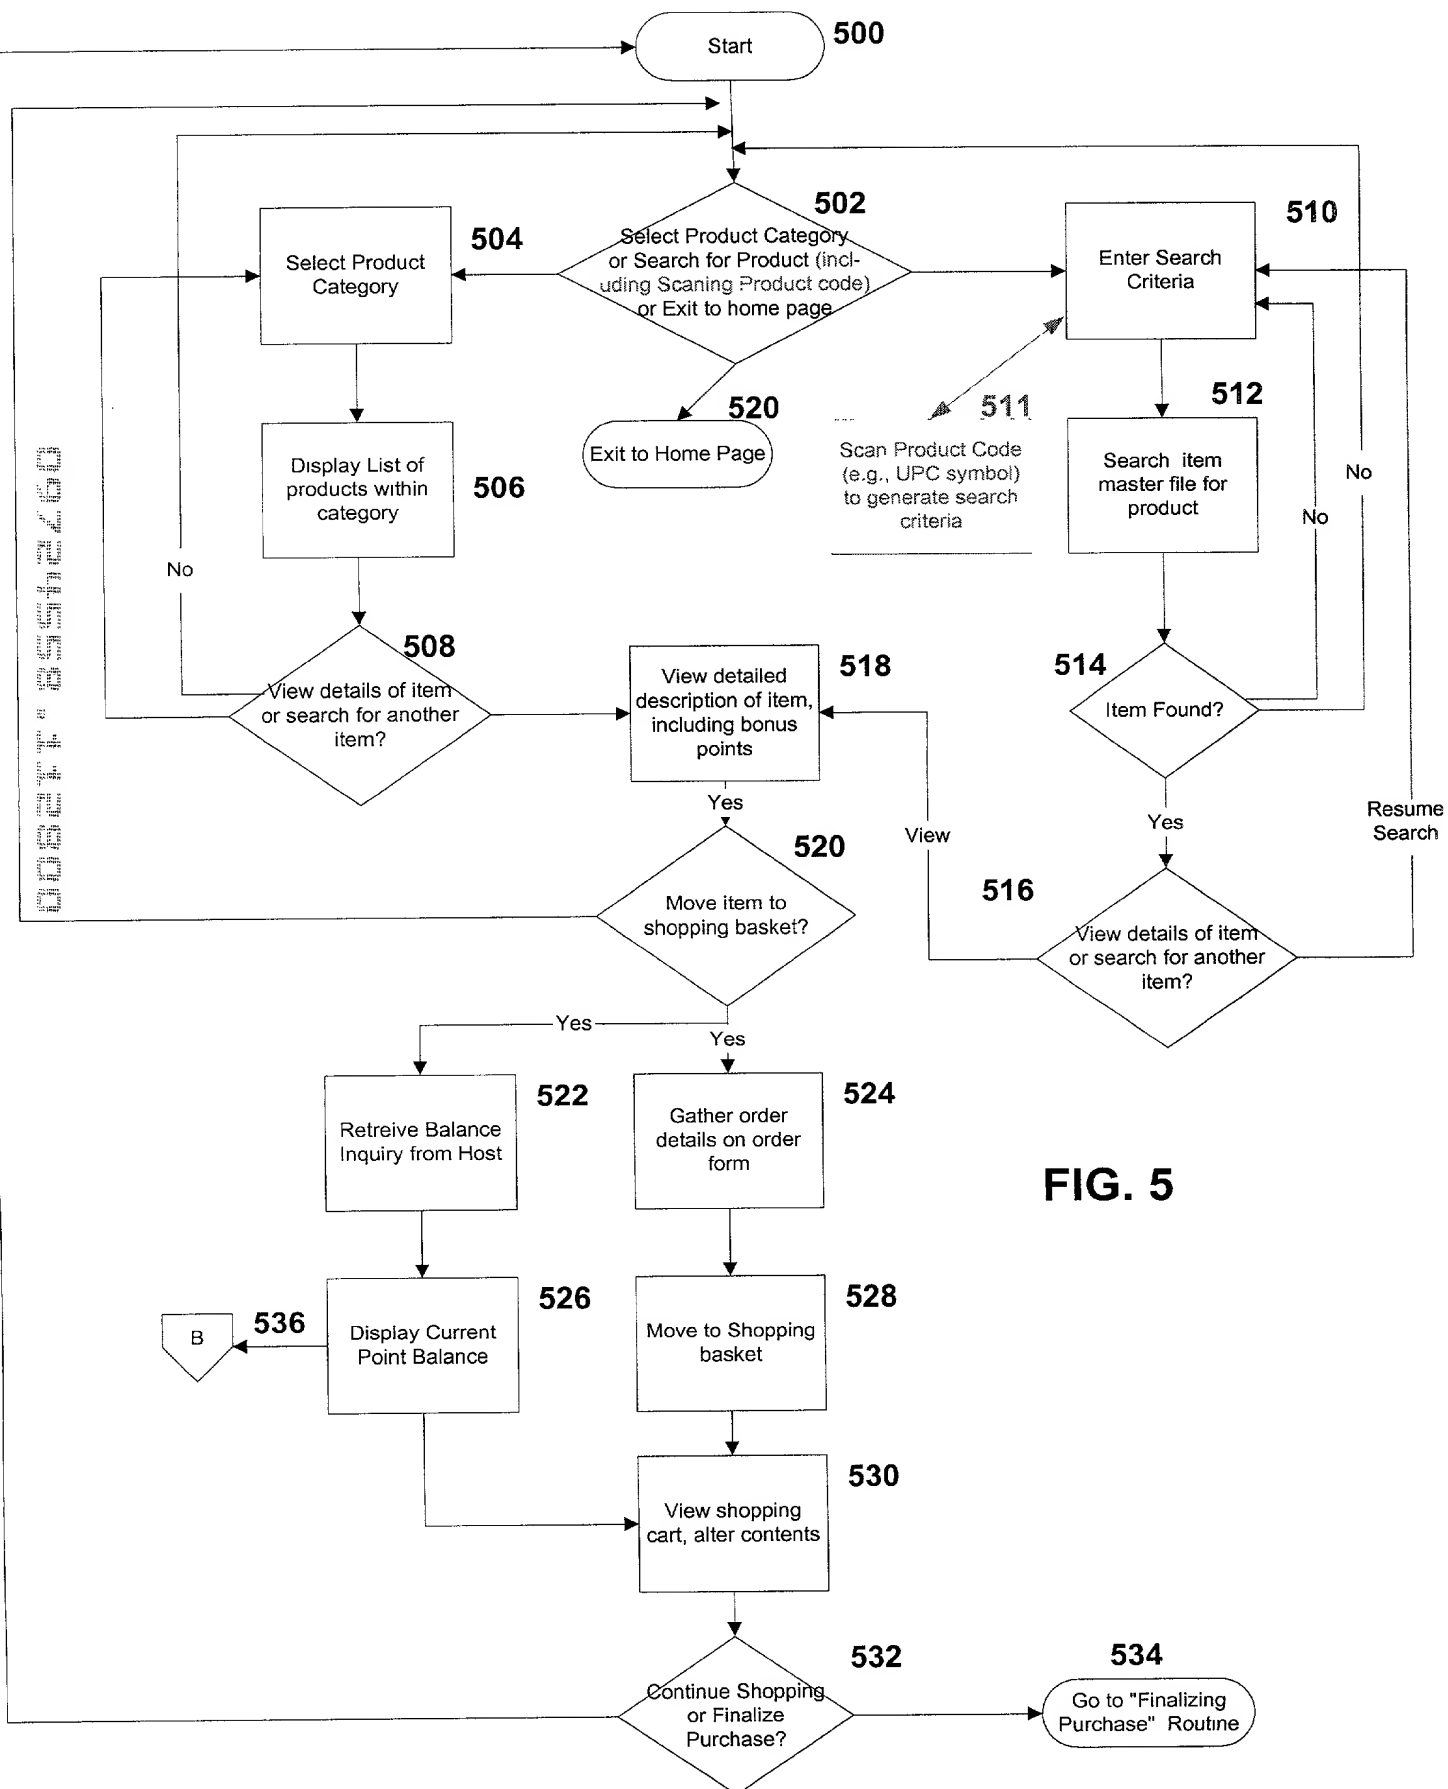 Start
500
502
Select Product Category
or Search for Product (incl-
uding Scaning Product code)
or Exit to home page
504
Select Product
Category
510
Enter Search
Criteria
520
Exit to Home Page
511
Scan Product Code
(e.g., UPC symbol)
to generate search
criteria
512
Search item
master file for
product
Display List of
products within
category
506
No
No
No
508
View details of item
or search for another
item?
View detailed
description of item,
including bonus
points
518
514
Item Found?
Yes
Yes
View
Resume
Search
520
Move item to
shopping basket?
516
View details of item
or search for another
item?
Yes
Yes
Retreive Balance
Inquiry from Host
522
Gather order
details on order
form
524
FIG. 5
B
536
Display Current
Point Balance
526
Move to Shopping
basket
528
View shopping
cart, alter contents
530
Continue Shopping
or Finalize
Purchase?
532
534
Go to "Finalizing
Purchase" Routine